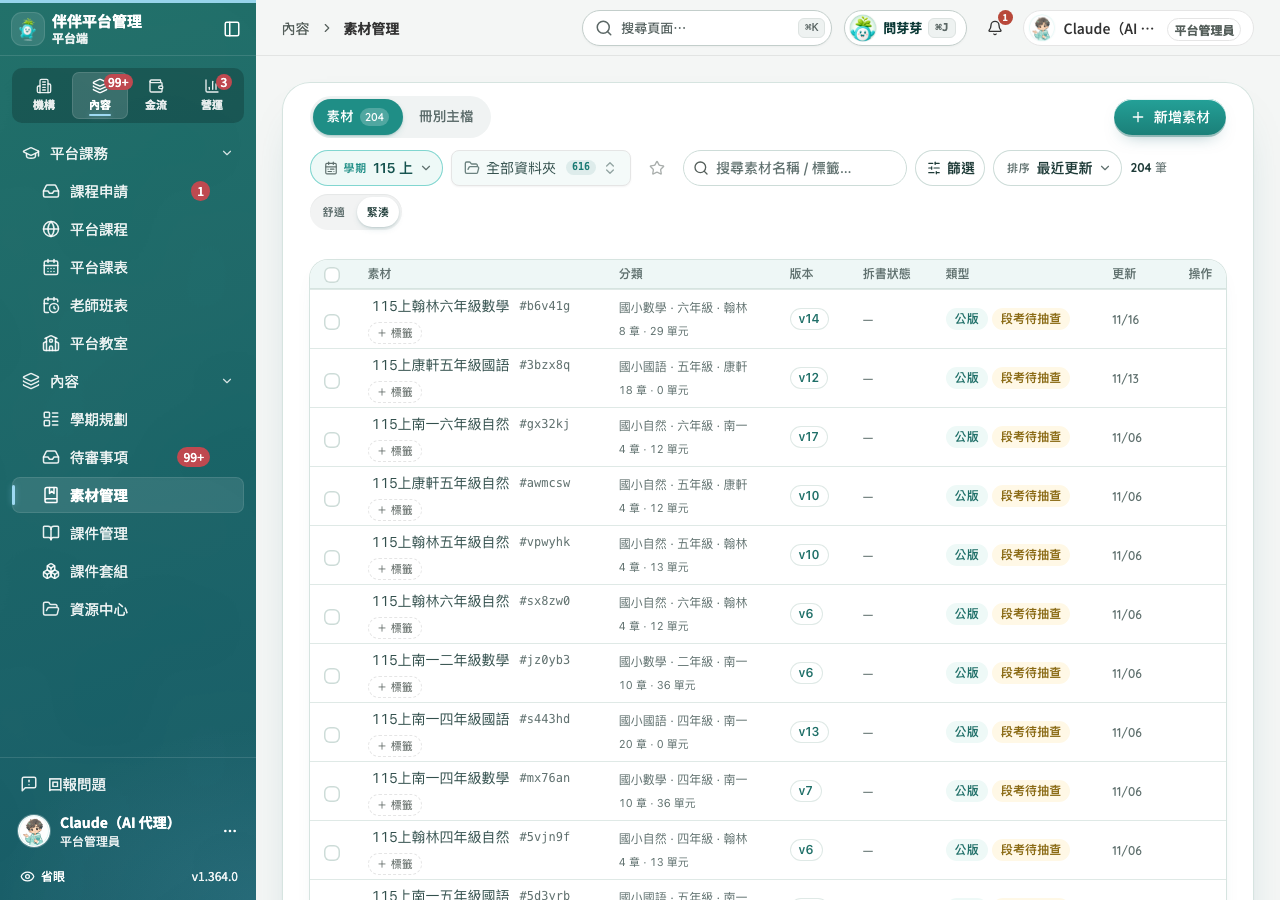 伴伴平台管理
平台端
機構
內容
99+
金流
營運
3
平台課務
課程申請
1
平台課程
平台課表
老師班表
平台教室
內容
學期規劃
待審事項
99+
素材管理
課件管理
課件套組
資源中心
回報問題
Claude（AI 代理）
平台管理員
省眼
v1.364.0
內容
素材管理
搜尋頁面…
⌘K
問芽芽
⌘J
1
Claude（AI …
平台管理員
素材 204
冊別主檔
新增素材
學期 115 上
全部資料夾 616
搜尋素材名稱 / 標籤...
篩選
排序 最近更新
204 筆
舒適
緊湊
素材
分類
版本
拆書狀態
類型
更新
操作
115上翰林六年級數學 #b6v41g
+ 標籤
國小數學 · 六年級 · 翰林
8 章 · 29 單元
v14
—
公版
段考待抽查
11/16
115上康軒五年級國語 #3bzx8q
+ 標籤
國小國語 · 五年級 · 康軒
18 章 · 0 單元
v12
—
公版
段考待抽查
11/13
115上南一六年級自然 #gx32kj
+ 標籤
國小自然 · 六年級 · 南一
4 章 · 12 單元
v17
—
公版
段考待抽查
11/06
115上康軒五年級自然 #awmcsw
+ 標籤
國小自然 · 五年級 · 康軒
4 章 · 12 單元
v10
—
公版
段考待抽查
11/06
115上翰林五年級自然 #vpwyhk
+ 標籤
國小自然 · 五年級 · 翰林
4 章 · 13 單元
v10
—
公版
段考待抽查
11/06
115上翰林六年級自然 #sx8zw0
+ 標籤
國小自然 · 六年級 · 翰林
4 章 · 12 單元
v6
—
公版
段考待抽查
11/06
115上南一二年級數學 #jz0yb3
+ 標籤
國小數學 · 二年級 · 南一
10 章 · 36 單元
v6
—
公版
段考待抽查
11/06
115上南一四年級國語 #s443hd
+ 標籤
國小國語 · 四年級 · 南一
20 章 · 0 單元
v13
—
公版
段考待抽查
11/06
115上南一四年級數學 #mx76an
+ 標籤
國小數學 · 四年級 · 南一
10 章 · 36 單元
v7
—
公版
段考待抽查
11/06
115上翰林四年級自然 #5vjn9f
+ 標籤
國小自然 · 四年級 · 翰林
4 章 · 13 單元
v6
—
公版
段考待抽查
11/06
115上南一五年級國語 #5d3vrb
國小國語 · 五年級 · 南一